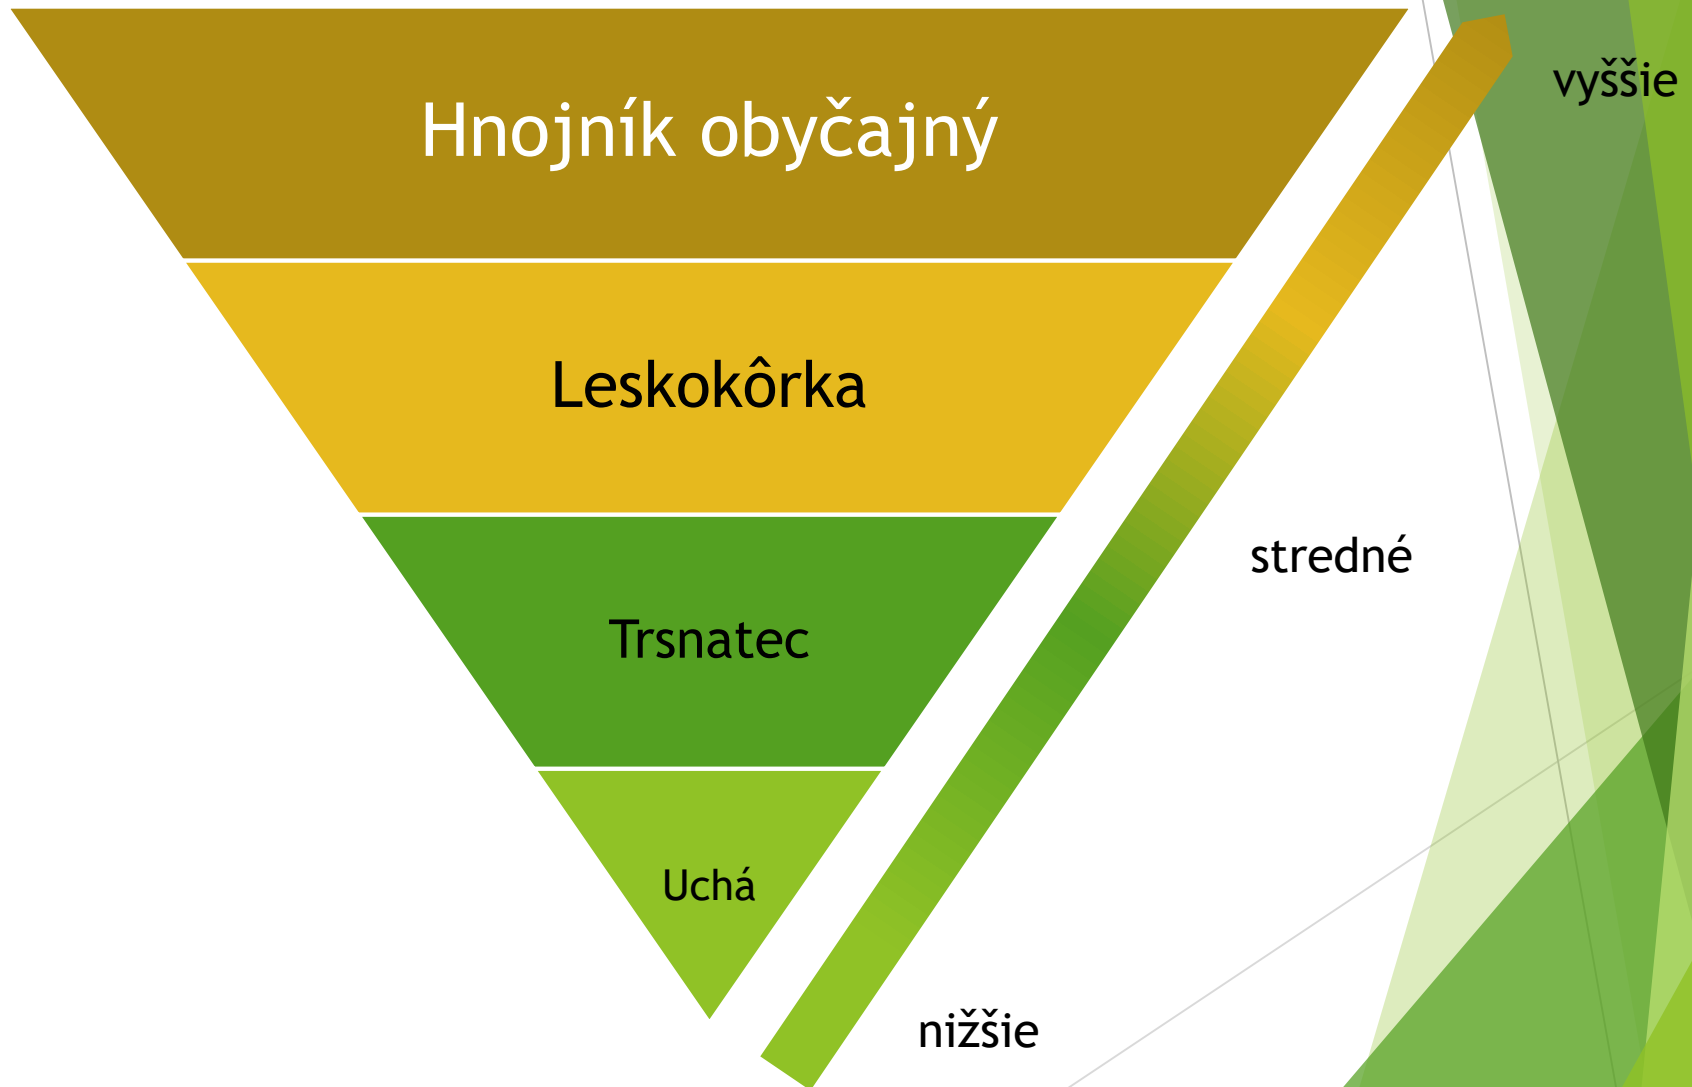 Hnojník obyčajný
vyššie
Leskokôrka
stredné
Trsnatec
Uchá
nižšie